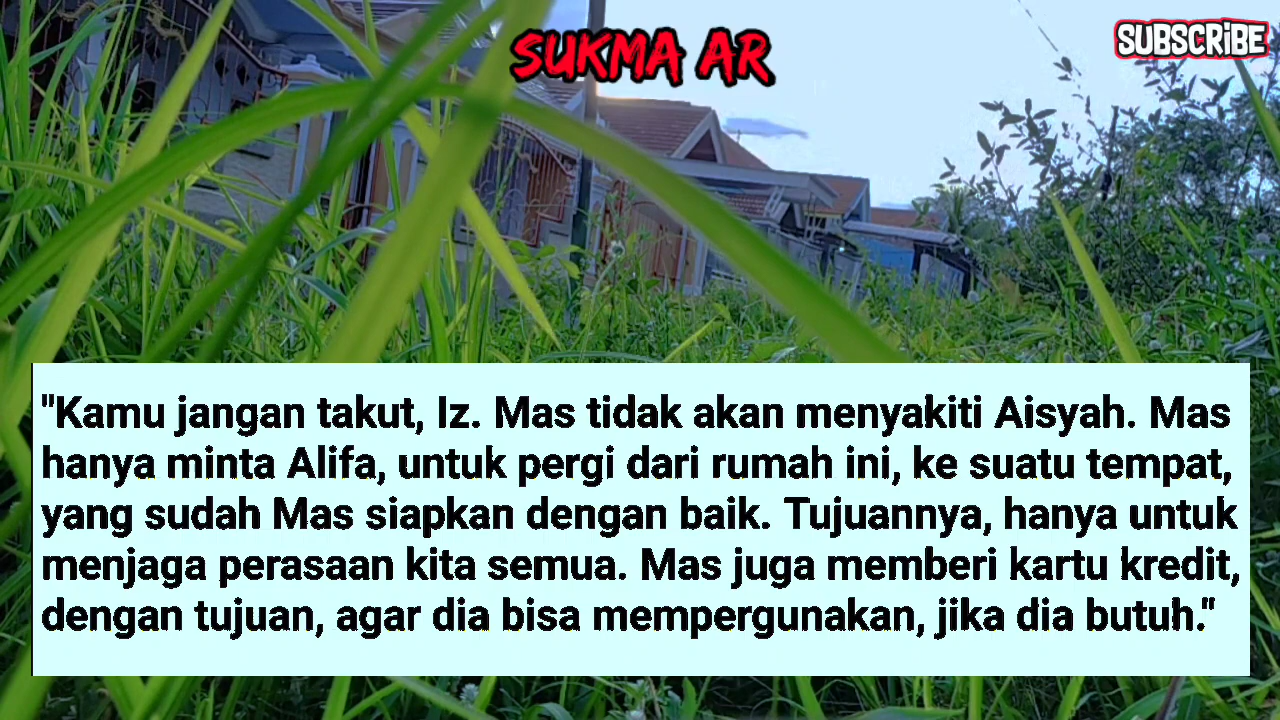 SUKMA AR
SUBSCRiBE
"Kamu jangan takut, Iz. Mas tidak akan menyakiti Aisyah. Mas
hanya minta Alifa, untuk pergi dari rumah ini, ke suatu tempat,
yang sudah Mas siapkan dengan baik. Tujuannya, hanya untuk
menjaga perasaan kita semua. Mas juga memberi kartu kredit,
dengan tujuan, agar dia bisa mempergunakan, jika dia butuh."